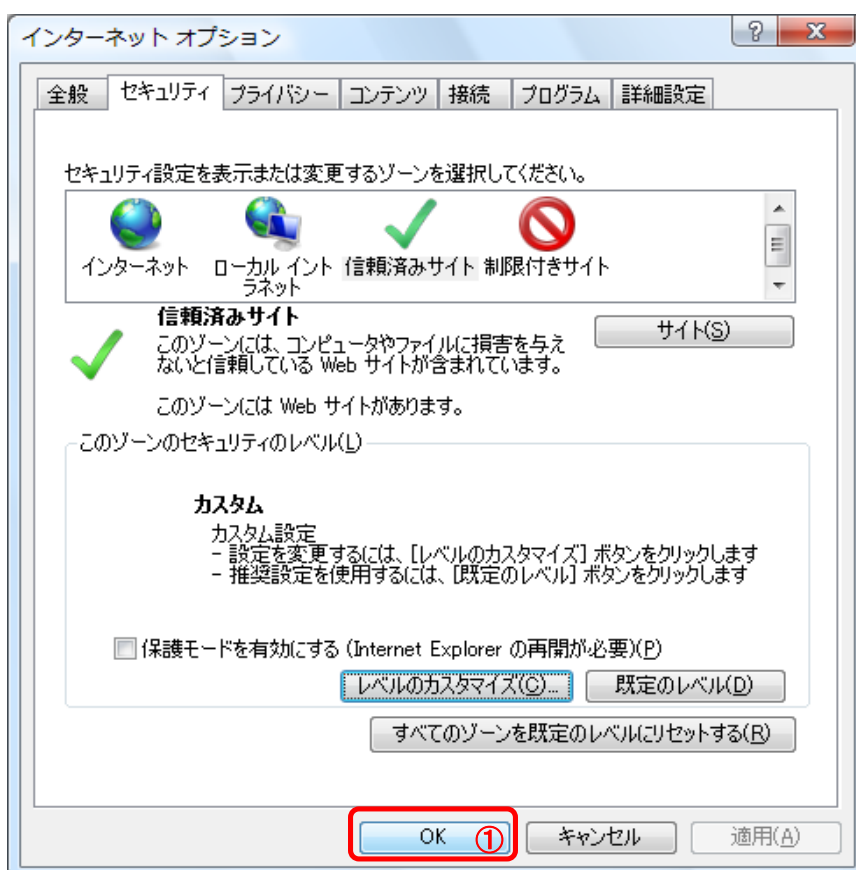 インターネット オプション
?
X
全般 セキュリティ プライバシー コンテンツ 接続 プログラム 詳細設定
セキュリティ設定を表示または変更するゾーンを選択してください。
インターネット
ローカル イント
ラネット
信頼済みサイト
制限付きサイト
信頼済みサイト
このゾーンには、コンピュータやファイルに損害を与え
ないと信頼している Web サイトが含まれています。
このゾーンには Web サイトがあります。
サイト(S)
このゾーンのセキュリティのレベル(L)
カスタム
カスタム設定
- 設定を変更するには、[レベルのカスタマイズ] ボタンをクリックします
- 推奨設定を使用するには、[既定のレベル] ボタンをクリックします
保護モードを有効にする (Internet Explorer の再開が必要)(P)
レベルのカスタマイズ(C)... 既定のレベル(D)
すべてのゾーンを既定のレベルにリセットする(R)
OK ① キャンセル 適用(A)